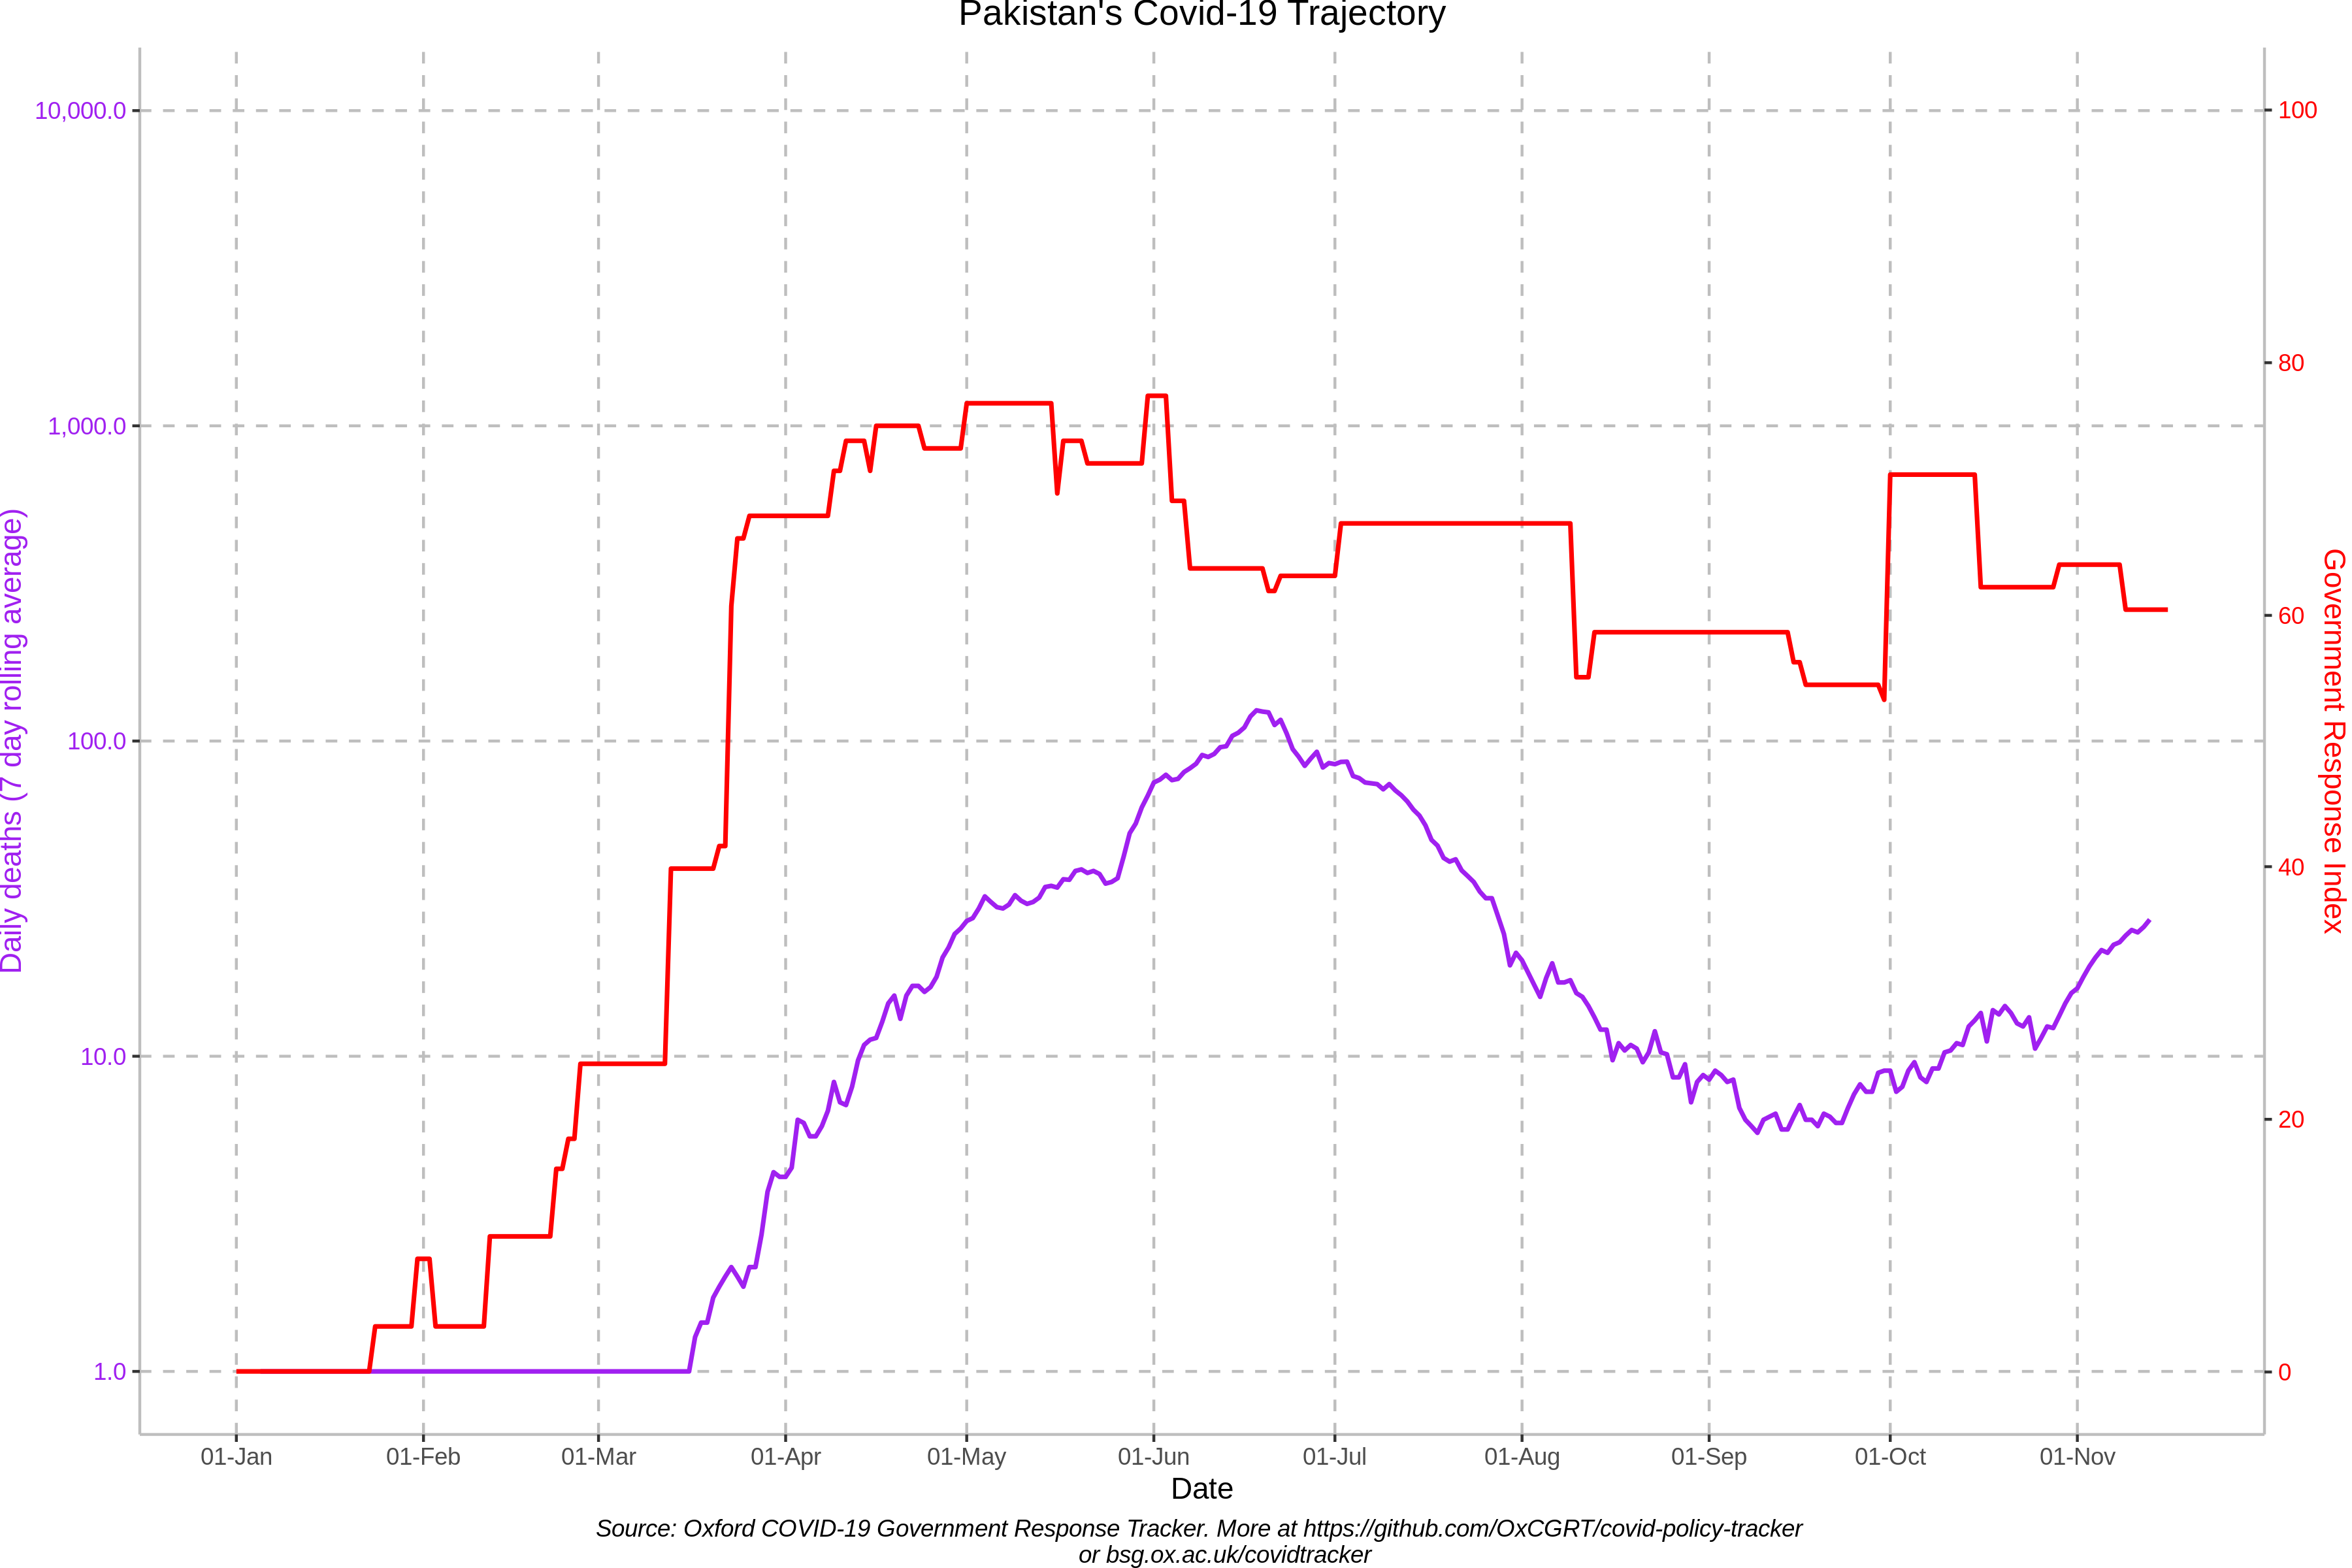 Pakistan's Covid-19 Trajectory
10,000.0
1,000.0
100.0
10.0
1.0
Daily deaths (7 day rolling average)
100
80
60
40
20
0
Government Response Index
01-Jan 01-Feb 01-Mar 01-Apr 01-May 01-Jun 01-Jul 01-Aug 01-Sep 01-Oct 01-Nov
Date
Source: Oxford COVID-19 Government Response Tracker. More at https://github.com/OxCGRT/covid-policy-tracker
or bsg.ox.ac.uk/covidtracker